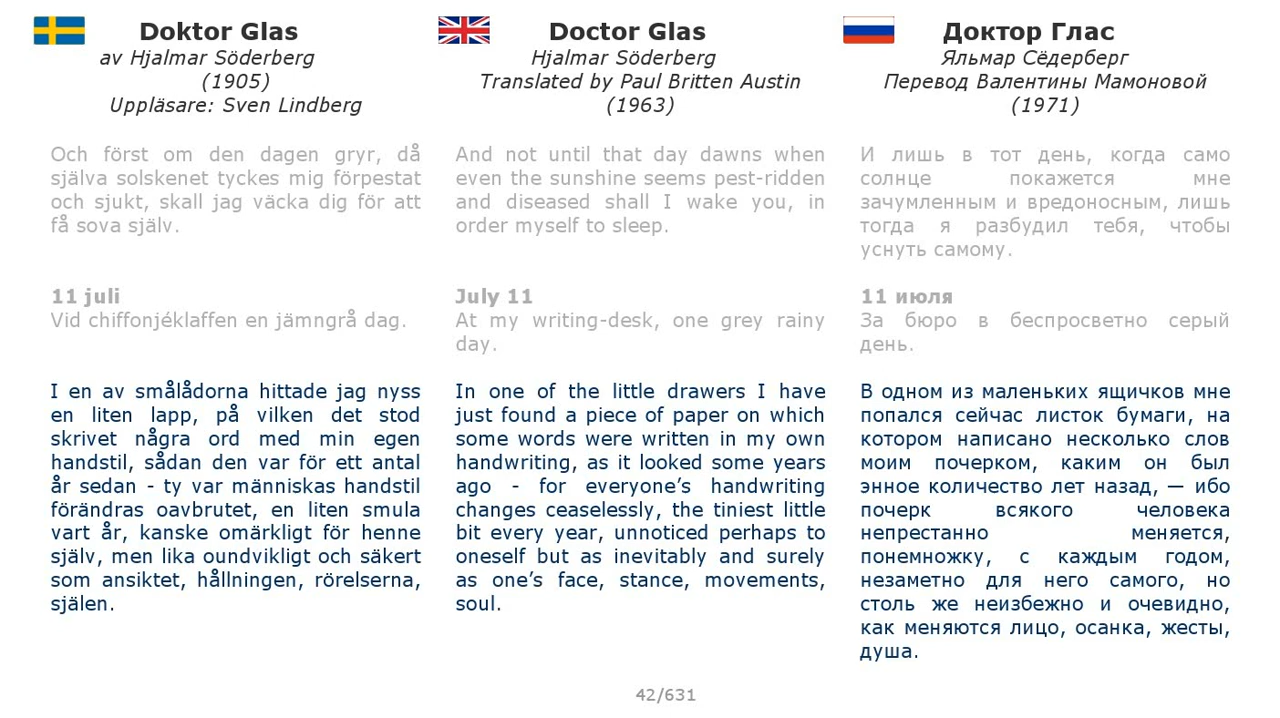 Doktor Glas
av Hjalmar Söderberg
(1905)
Uppläsare: Sven Lindberg
Och först om den dagen gryr, då
själva solskenet tyckes mig förpestat
och sjukt, skall jag väcka dig för att
få sova själv.
11 juli
Vid chiffonjéklaffen en jämngrå dag.
I en av smålådorna hittade jag nyss
en liten lapp, på vilken det stod
skrivet några ord med min egen
handstil, sådan den var för ett antal
år sedan - ty var människas handstil
förändras oavbrutet, en liten smula
vart år, kanske omärkligt för henne
själv, men lika oundvikligt och säkert
som ansiktet, hållningen, rörelserna,
själen.
Doctor Glas
Hjalmar Söderberg
Translated by Paul Britten Austin
(1963)
And not until that day dawns when
even the sunshine seems pest-ridden
and diseased shall I wake you, in
order myself to sleep.
July 11
At my writing-desk, one grey rainy
day.
In one of the little drawers I have
just found a piece of paper on which
some words were written in my own
handwriting, as it looked some years
ago - for everyone’s handwriting
changes ceaselessly, the tiniest little
bit every year, unnoticed perhaps to
oneself but as inevitably and surely
as one’s face, stance, movements,
soul.
Доктор Глас
Яльмар Сёдерберг
Перевод Валентины Мамоновой
(1971)
И лишь в тот день, когда само
солнце покажется мне
зачумленным и вредоносным, лишь
тогда я разбудил тебя, чтобы
уснуть самому.
11 июля
За бюро в беспросветно серый
день.
В одном из маленьких ящичков мне
попался сейчас листок бумаги, на
котором написано несколько слов
моим почерком, каким он был
энное количество лет назад, — ибо
почерк всякого человека
непрестанно меняется,
понемножку, с каждым годом,
незаметно для него самого, но
столь же неизбежно и очевидно,
как меняются лицо, осанка, жесты,
душа.
42/631